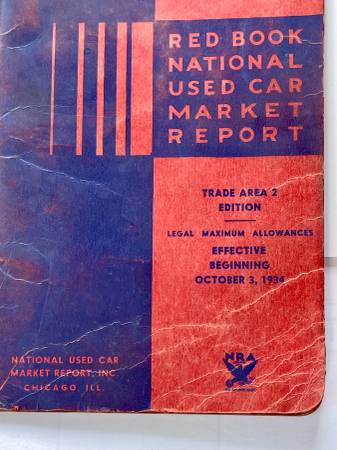 RED BOOK
NATIONAL
USED CAR
MARKET
REPORT
TRADE AREA 2
EDITION
LEGAL MAXIMUM ALLOWANCES
EFFECTIVE
BEGINNING
OCTOBER 3, 1934
NATIONAL USED CAR
MARKET REPORT, INC.
CHICAGO, ILL.
NRA